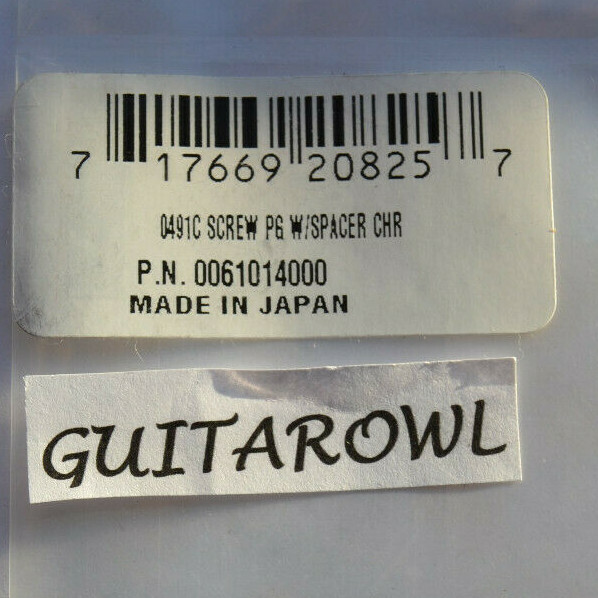 7 17669 20825 7
0491C SCREW PG W/SPACER CHR
P.N. 0061014000
MADE IN JAPAN
GUITAROWL